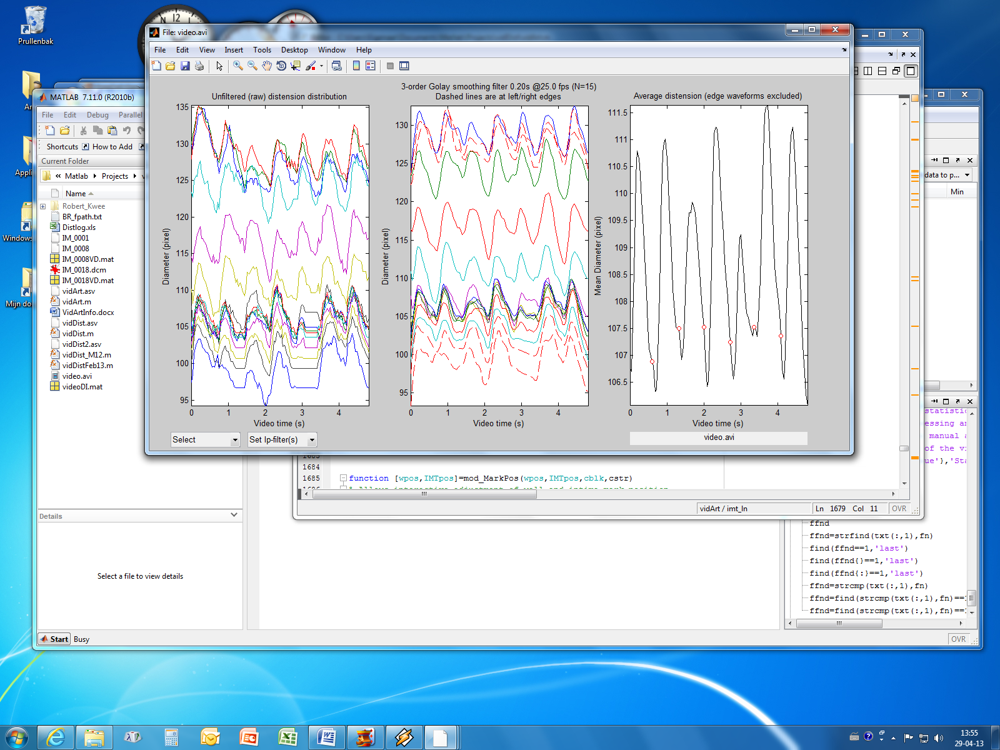 Prullenbak
File: video.avi
File Edit View Insert Tools Desktop Window Help
3-order Golay smoothing filter 0.20s @25.0 fps (N=15)
Unfiltered (raw) distension distribution
Dashed lines are at left/right edges
Average distension (edge waveforms excluded)
135
130
125
120
115
110
105
100
95
Diameter (pixel)
0 1 2 3 4
Video time (s)
130
125
120
115
110
105
100
95
Diameter (pixel)
0 1 2 3 4
Video time (s)
111.5
111
110.5
110
109.5
109
108.5
108
107.5
107
106.5
Mean Diameter (pixel)
0 1 2 3 4
Video time (s)
Select
Set lp-filter(s)
video.avi
MATLAB 7.11.0 (R2010b)
File Edit Debug Parallel
Shortcuts How to Add
Current Folder
« Matlab Projects
Name
Robert_Kwee
BR_fpath.txt
Distlog.xls
IM_0001
IM_0008
IM_0008VD.mat
IM_0018.dcm
IM_0018VD.mat
vidArt.asv
vidArt.m
VidArtInfo.docx
vidDist.asv
vidDist.m
vidDist2.asv
vidDist_M12.m
vidDistFeb13.m
video.avi
videoDI.mat
Details
Select a file to view details
Start Busy
OVR
Windows
Mijn do
data to p...
Min
1684
1685 function [wpos,IMTpos]=mod_MarkPos(wpos,IMTpos,cblk,cstr)
vidArt / imt_ln
Ln 1679 Col 11
OVR
statistic
essing an
manual a
of the vi
ue'},'Sta
ffnd
ffnd=strfind(txt(:,1),fn)
find(ffnd==1,'last')
find(ffnd{}==1,'last')
find(ffnd{:}==1,'last')
ffnd=strcmp(txt(:,1),fn)
ffnd=find(strcmp(txt(:,1),fn)==1
ffnd=find(strcmp(txt(:,1),fn)==1
13:55
29-04-13